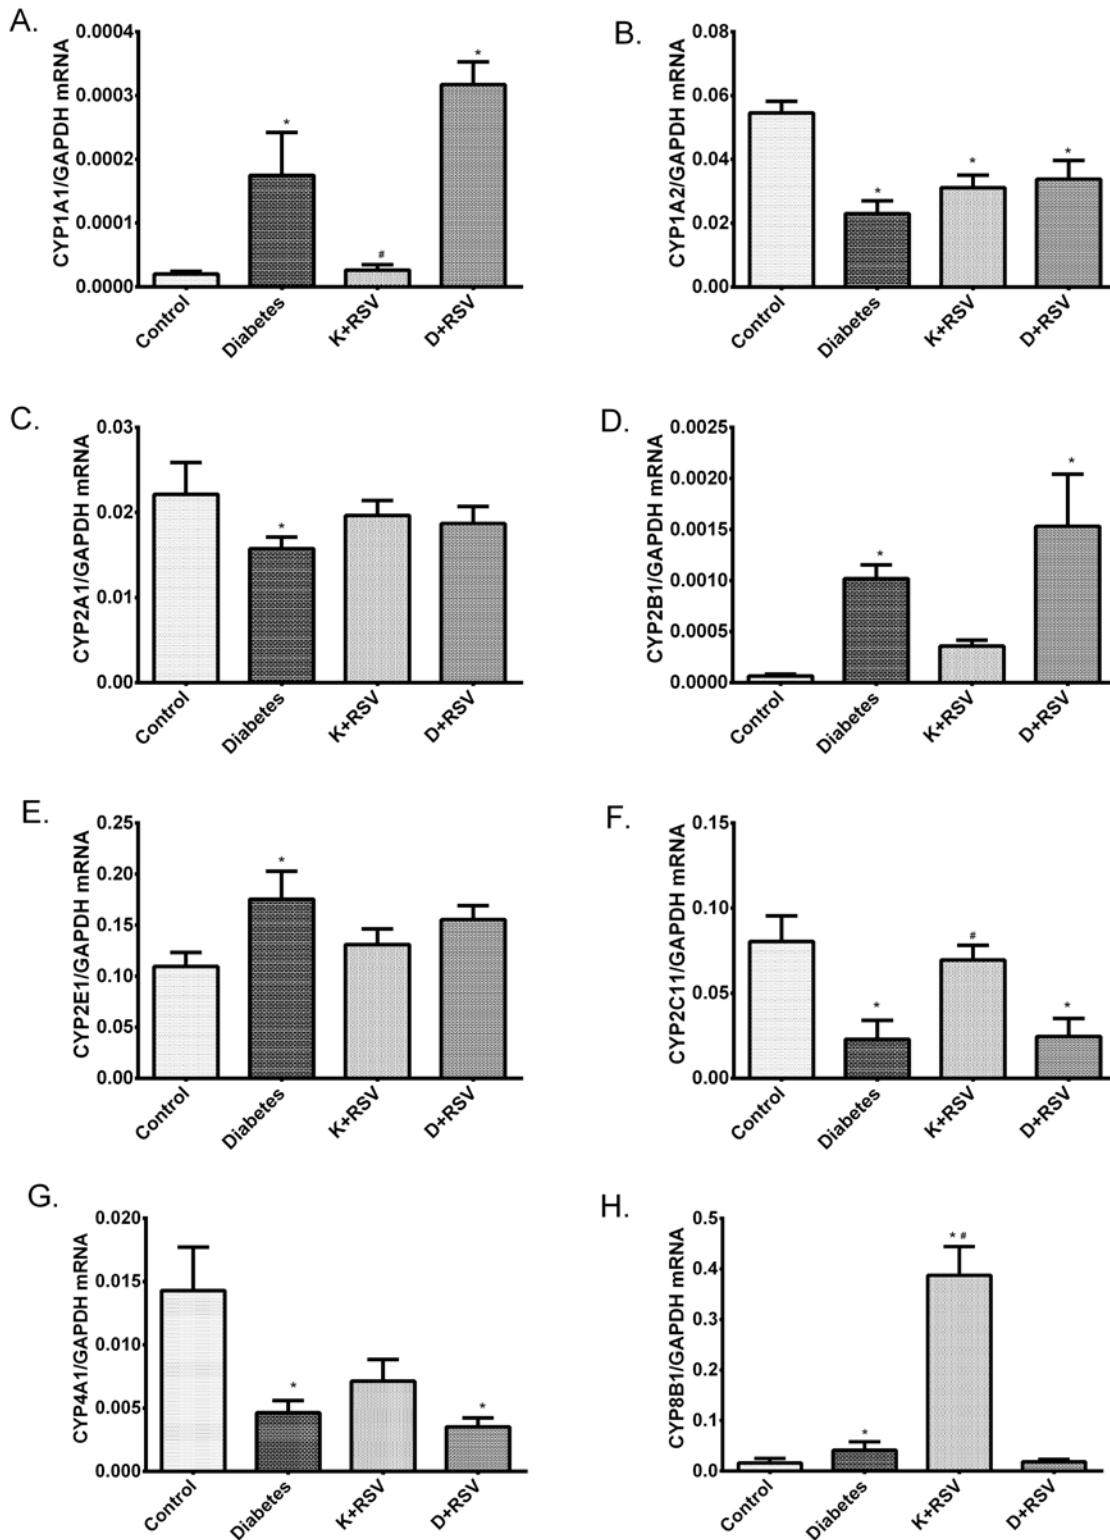 A.
CYP1A1/GAPDH mRNA
0.0004
0.0003
0.0002
0.0001
0.0000
*
#
*
Control
Diabetes
K+RSV
D+RSV
B.
CYP1A2/GAPDH mRNA
0.08
0.06
0.04
0.02
0.00
*
*
*
Control
Diabetes
K+RSV
D+RSV
C.
CYP2A1/GAPDH mRNA
0.03
0.02
0.01
0.00
*
Control
Diabetes
K+RSV
D+RSV
D.
CYP2B1/GAPDH mRNA
0.0025
0.0020
0.0015
0.0010
0.0005
0.0000
*
*
Control
Diabetes
K+RSV
D+RSV
E.
CYP2E1/GAPDH mRNA
0.25
0.20
0.15
0.10
0.05
0.00
*
Control
Diabetes
K+RSV
D+RSV
F.
CYP2C11/GAPDH mRNA
0.15
0.10
0.05
0.00
*
#
*
Control
Diabetes
K+RSV
D+RSV
G.
CYP4A1/GAPDH mRNA
0.020
0.015
0.010
0.005
0.000
*
*
Control
Diabetes
K+RSV
D+RSV
H.
CYP8B1/GAPDH mRNA
0.5
0.4
0.3
0.2
0.1
0.0
*
* #
Control
Diabetes
K+RSV
D+RSV